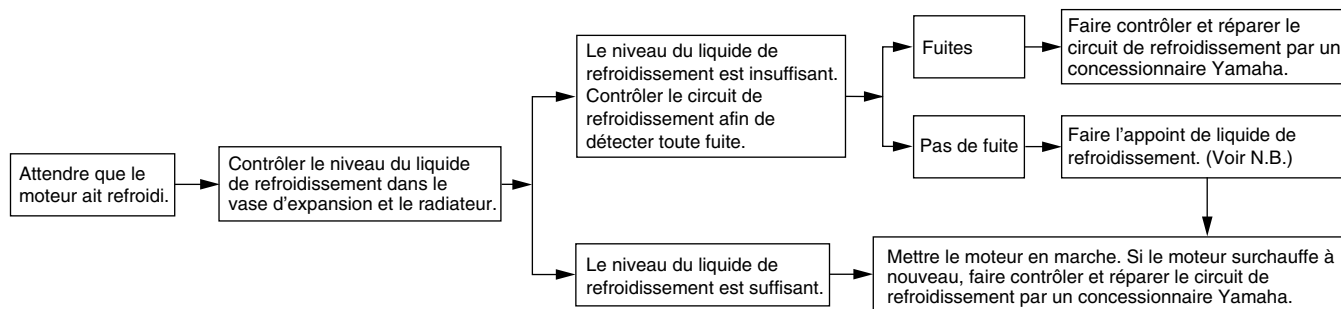 Attendre que le
moteur ait refroidi.
Contrôler le niveau du liquide
de refroidissement dans le
vase d'expansion et le radiateur.
Le niveau du liquide de
refroidissement est insuffisant.
Contrôler le circuit de
refroidissement afin de
détecter toute fuite.
Fuites
Faire contrôler et réparer le
circuit de refroidissement par un
concessionnaire Yamaha.
Pas de fuite
Faire l'appoint de liquide de
refroidissement. (Voir N.B.)
Le niveau du liquide de
refroidissement est suffisant.
Mettre le moteur en marche. Si le moteur surchauffe à
nouveau, faire contrôler et réparer le circuit de
refroidissement par un concessionnaire Yamaha.